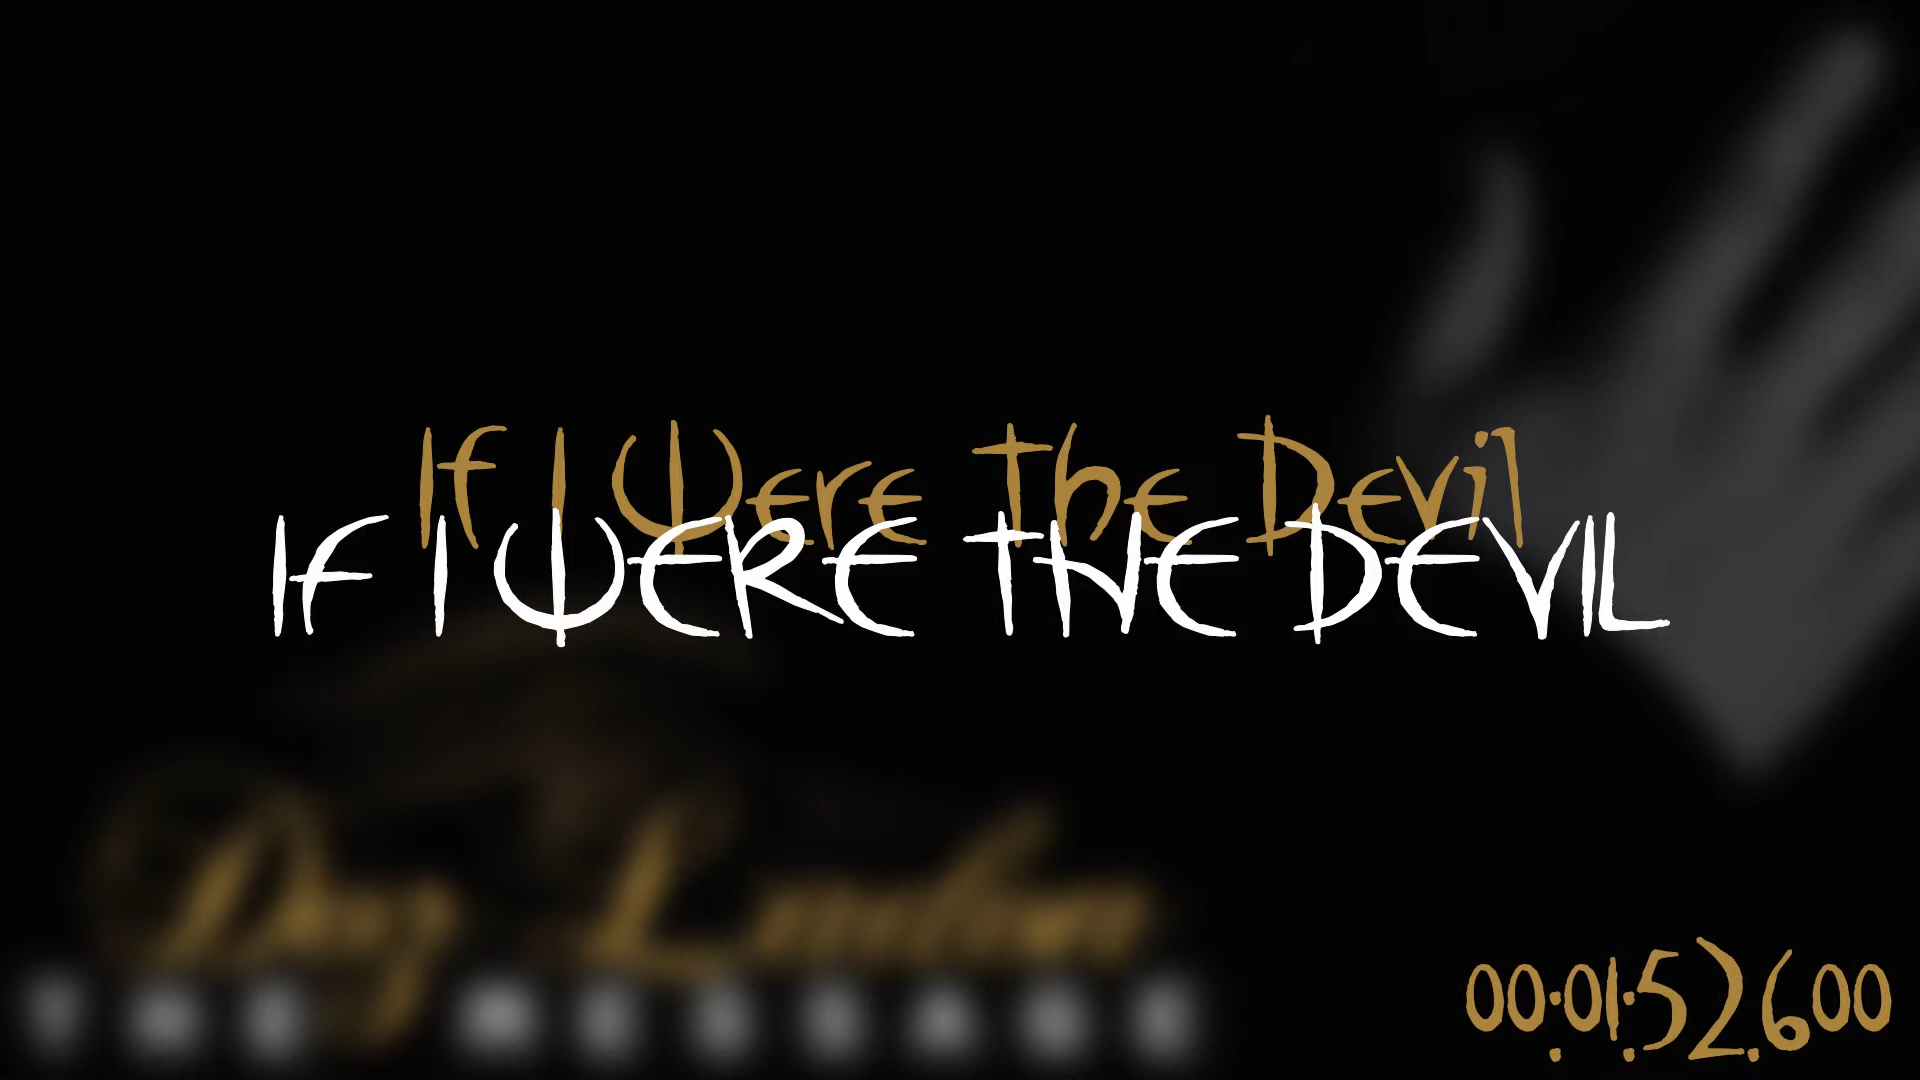 If I Were The Devil
IF I WERE THE DEVIL
00:01:52.600